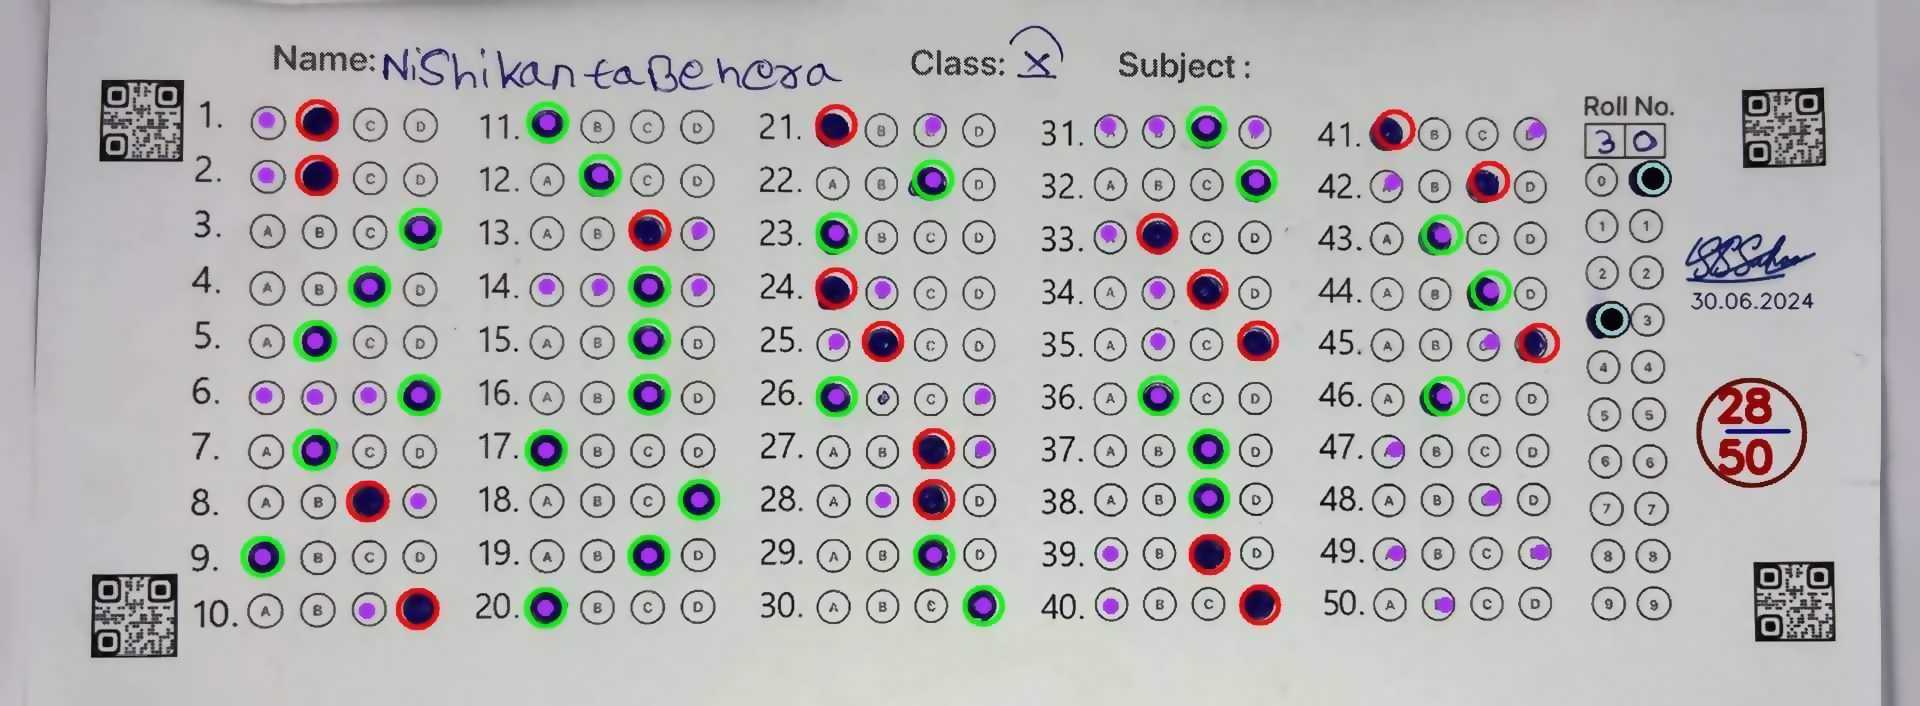 Name: NiShikantaBehera Class: X Subject :
Roll No.
3 0
1. B C D 11. B C D 21. B D 31. 41. B C
2. C D 12. A C D 22. A B D 32. A B C 42. B D 0
3. A B C 13. A B 23. B C D 33. C D 43. A C D 1 1
4. A B D 14. 24. C D 34. A D 44. A B D 2 2
5. A C D 15. A B D 25. C D 35. A C 45. A B 3
6. 16. A B D 26. C 36. A C D 46. A C D 4 4
7. A C D 17. B C D 27. A B 37. A B D 47. B C D 5 5
8. A B 18. A B C 28. A D 38. A B D 48. A B D 6 6
9. B C D 19. A B D 29. A B D 39. B D 49. B C 7 7
10. A B 20. B C D 30. A B C 40. B C 50. A C D 8 8
9 9
30.06.2024
28
50